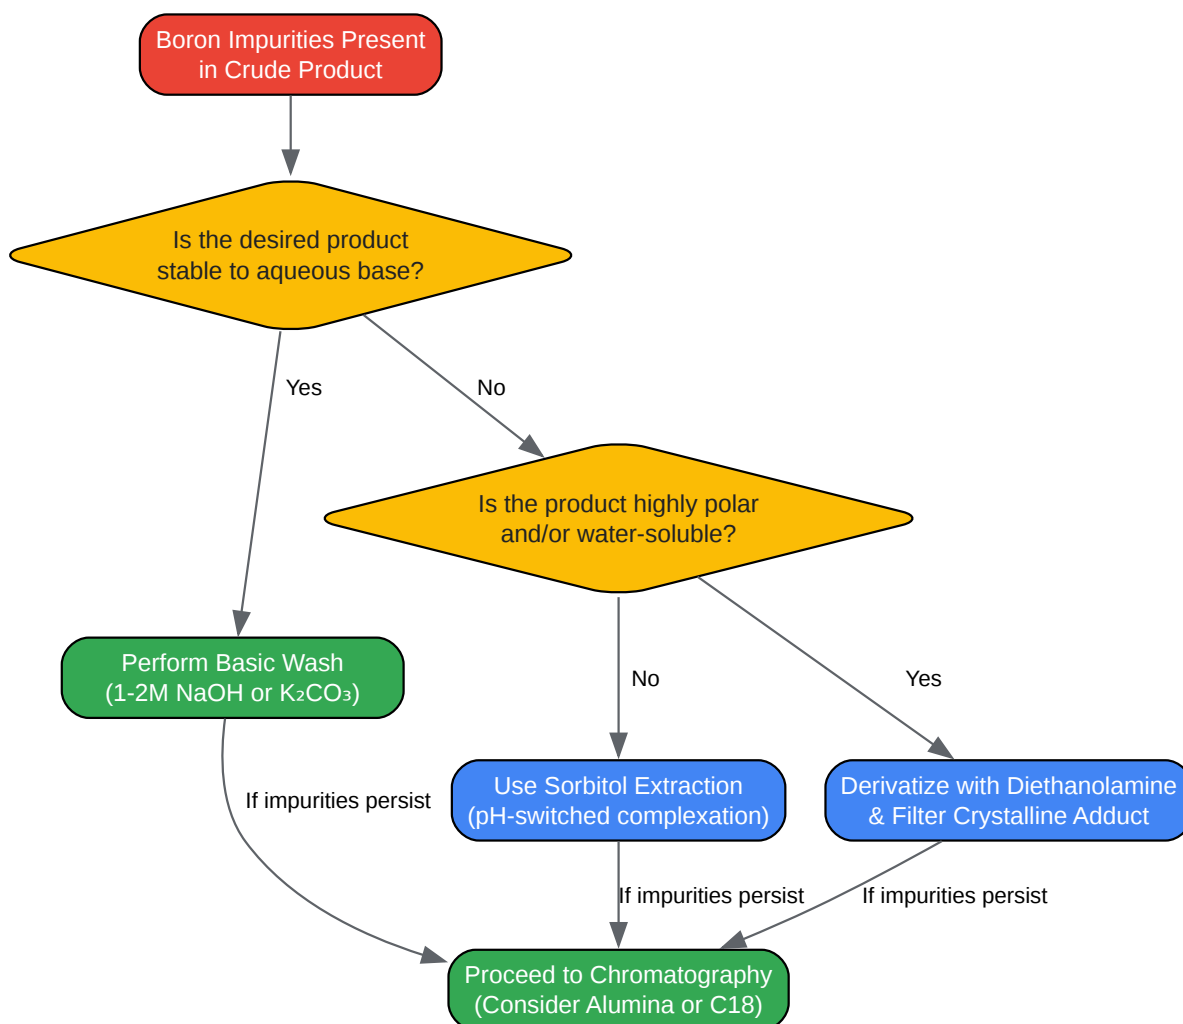 Boron Impurities Present
in Crude Product
Is the desired product
stable to aqueous base?
Yes
No
Is the product highly polar
and/or water-soluble?
Perform Basic Wash
(1-2M NaOH or K₂CO₃)
No
Yes
Use Sorbitol Extraction
(pH-switched complexation)
Derivatize with Diethanolamine
& Filter Crystalline Adduct
If impurities persist
If impurities persist
If impurities persist
Proceed to Chromatography
(Consider Alumina or C18)